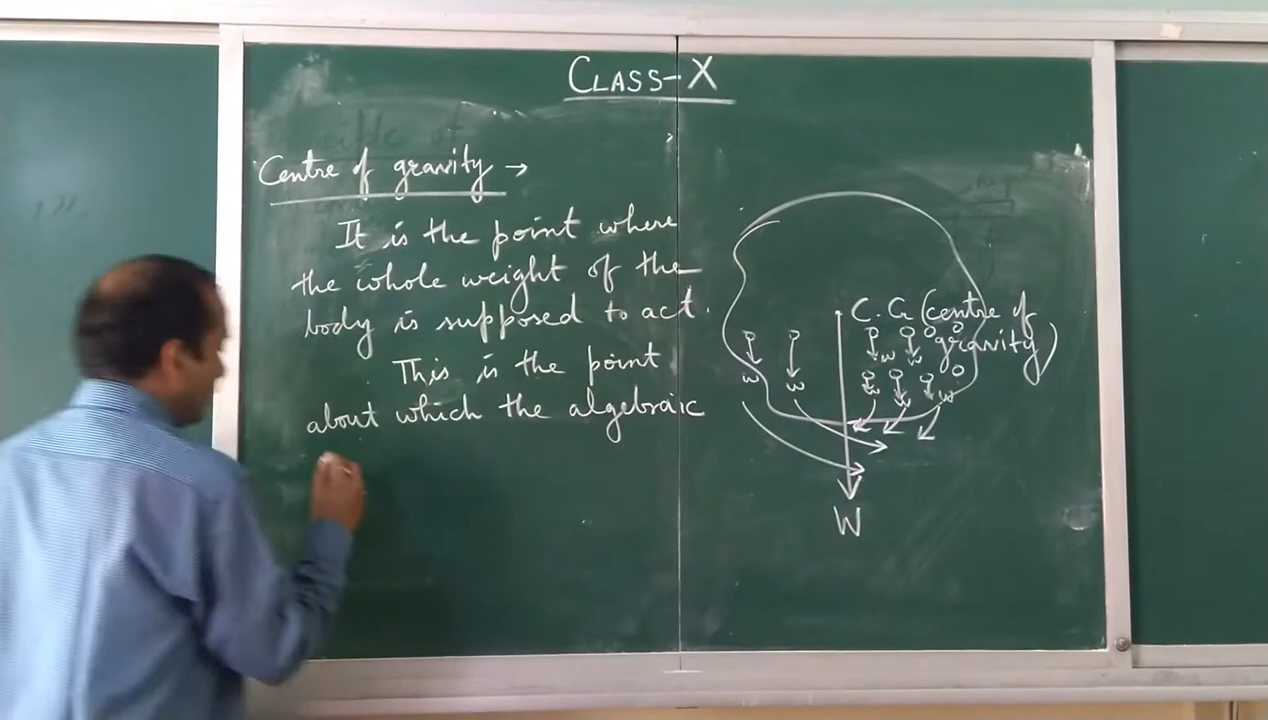 CLASS-X
Centre of gravity →
It is the point where
the whole weight of the
body is supposed to act.
This is the point
about which the algebraic
C. G (centre of
gravity)
w w w w
w w w w w
W